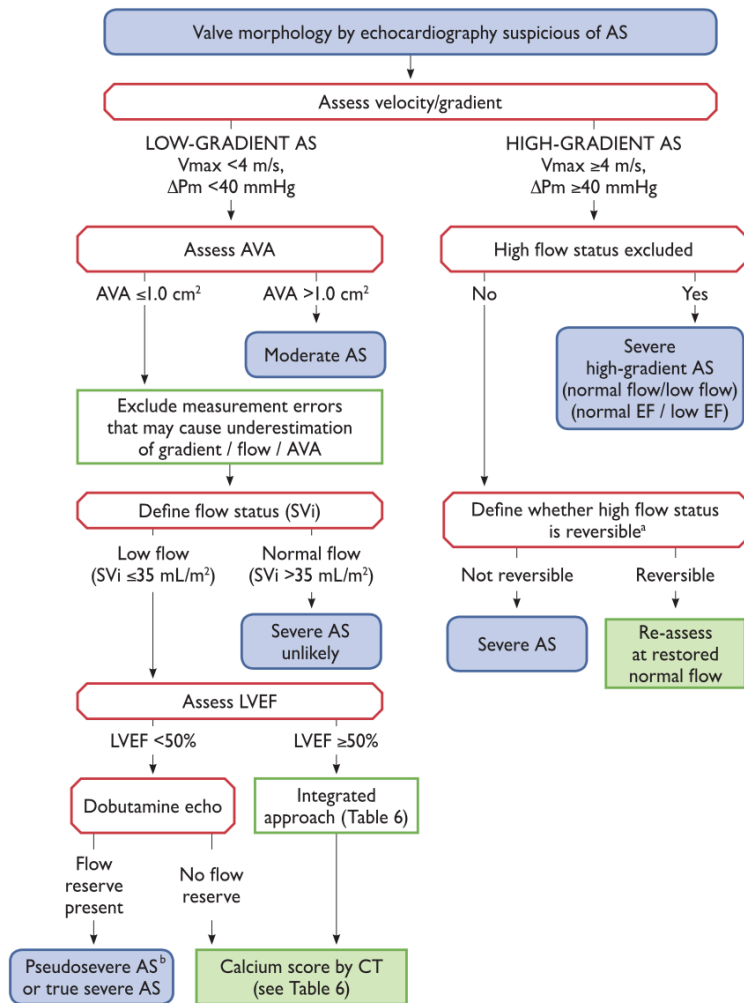 Valve morphology by echocardiography suspicious of AS
Assess velocity/gradient
LOW-GRADIENT AS
Vmax <4 m/s,
ΔPm <40 mmHg
HIGH-GRADIENT AS
Vmax ≥4 m/s,
ΔPm ≥40 mmHg
Assess AVA
High flow status excluded
AVA ≤1.0 cm²
AVA >1.0 cm²
No
Yes
Moderate AS
Severe
high-gradient AS
(normal flow/low flow)
(normal EF / low EF)
Exclude measurement errors
that may cause underestimation
of gradient / flow / AVA
Define flow status (SVi)
Define whether high flow status
is reversibleᵃ
Low flow
(SVi ≤35 mL/m²)
Normal flow
(SVi >35 mL/m²)
Not reversible
Reversible
Severe AS
unlikely
Severe AS
Re-assess
at restored
normal flow
Assess LVEF
LVEF <50%
LVEF ≥50%
Dobutamine echo
Integrated
approach (Table 6)
Flow
reserve
present
No flow
reserve
Pseudosevere ASᵇ
or true severe AS
Calcium score by CT
(see Table 6)